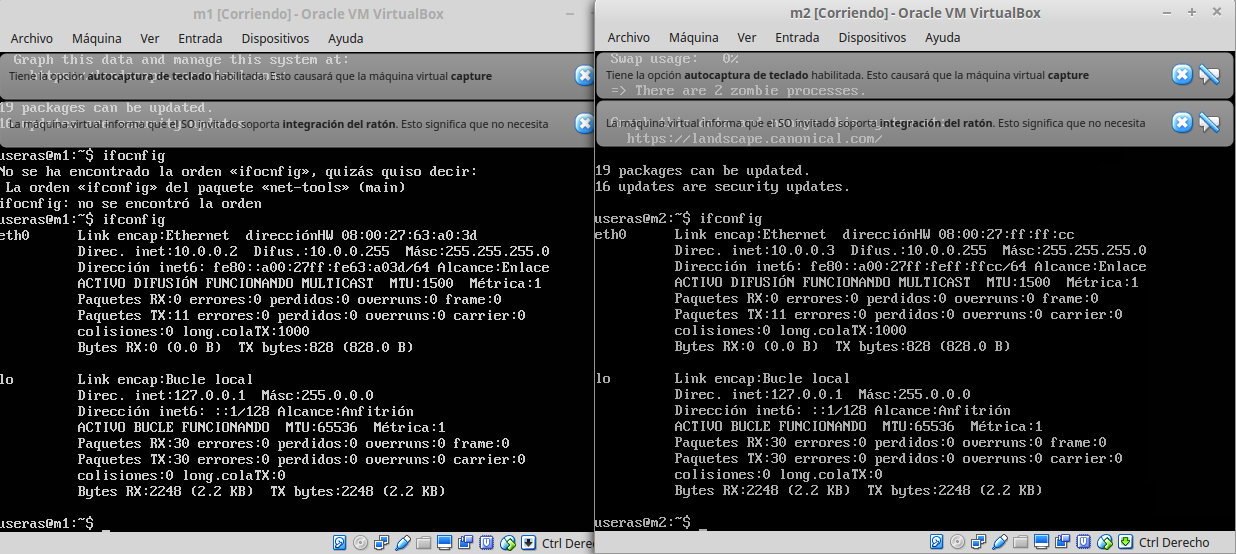 m1 [Corriendo] - Oracle VM VirtualBox
Archivo Máquina Ver Entrada Dispositivos Ayuda
Graph this data and manage this system at:
Tiene la opción autocaptura de teclado habilitada. Esto causará que la máquina virtual capture
19 packages can be updated.
La máquina virtual informa que el SO invitado soporta integración del ratón. Esto significa que no necesita
useras@m1:~$ ifocnfig
No se ha encontrado la orden «ifocnfig», quizás quiso decir:
La orden «ifconfig» del paquete «net-tools» (main)
ifocnfig: no se encontró la orden
useras@m1:~$ ifconfig
eth0 Link encap:Ethernet direcciónHW 08:00:27:63:a0:3d
Direc. inet:10.0.0.2 Difus.:10.0.0.255 Másc:255.255.255.0
Dirección inet6: fe80::a00:27ff:fe63:a03d/64 Alcance:Enlace
ACTIVO DIFUSIÓN FUNCIONANDO MULTICAST MTU:1500 Métrica:1
Paquetes RX:0 errores:0 perdidos:0 overruns:0 frame:0
Paquetes TX:11 errores:0 perdidos:0 overruns:0 carrier:0
colisiones:0 long.colaTX:1000
Bytes RX:0 (0.0 B) TX bytes:828 (828.0 B)
lo Link encap:Bucle local
Direc. inet:127.0.0.1 Másc:255.0.0.0
Dirección inet6: ::1/128 Alcance:Anfitrión
ACTIVO BUCLE FUNCIONANDO MTU:65536 Métrica:1
Paquetes RX:30 errores:0 perdidos:0 overruns:0 frame:0
Paquetes TX:30 errores:0 perdidos:0 overruns:0 carrier:0
colisiones:0 long.colaTX:0
Bytes RX:2248 (2.2 KB) TX bytes:2248 (2.2 KB)
useras@m1:~$
Ctrl Derec
m2 [Corriendo] - Oracle VM VirtualBox
Archivo Máquina Ver Entrada Dispositivos Ayuda
Swap usage: 0%
Tiene la opción autocaptura de teclado habilitada. Esto causará que la máquina virtual capture
=> There are 2 zombie processes.
La máquina virtual informa que el SO invitado soporta integración del ratón. Esto significa que no necesita
https://landscape.canonical.com/
19 packages can be updated.
16 updates are security updates.
useras@m2:~$ ifconfig
eth0 Link encap:Ethernet direcciónHW 08:00:27:ff:ff:cc
Direc. inet:10.0.0.3 Difus.:10.0.0.255 Másc:255.255.255.0
Dirección inet6: fe80::a00:27ff:feff:ffcc/64 Alcance:Enlace
ACTIVO DIFUSIÓN FUNCIONANDO MULTICAST MTU:1500 Métrica:1
Paquetes RX:0 errores:0 perdidos:0 overruns:0 frame:0
Paquetes TX:11 errores:0 perdidos:0 overruns:0 carrier:0
colisiones:0 long.colaTX:1000
Bytes RX:0 (0.0 B) TX bytes:828 (828.0 B)
lo Link encap:Bucle local
Direc. inet:127.0.0.1 Másc:255.0.0.0
Dirección inet6: ::1/128 Alcance:Anfitrión
ACTIVO BUCLE FUNCIONANDO MTU:65536 Métrica:1
Paquetes RX:30 errores:0 perdidos:0 overruns:0 frame:0
Paquetes TX:30 errores:0 perdidos:0 overruns:0 carrier:0
colisiones:0 long.colaTX:0
Bytes RX:2248 (2.2 KB) TX bytes:2248 (2.2 KB)
useras@m2:~$
Ctrl Derecho